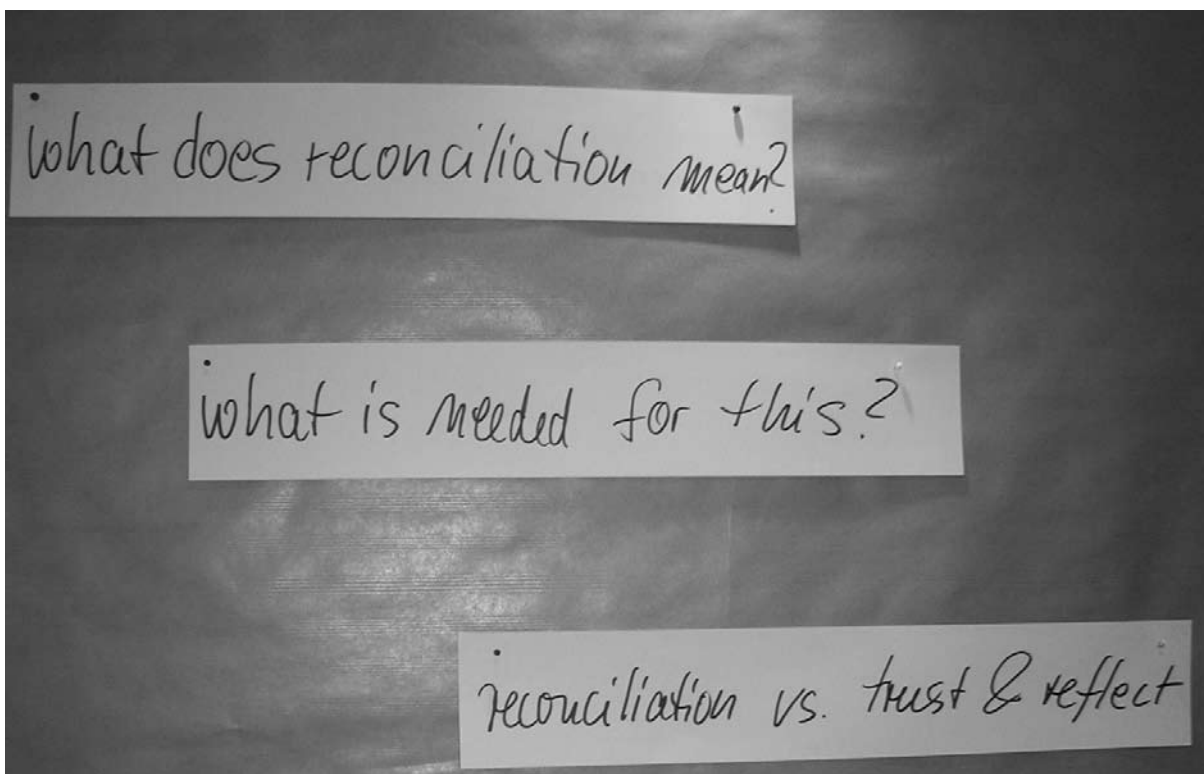 what does reconciliation mean?
what is needed for this?
reconciliation vs. trust & reflect